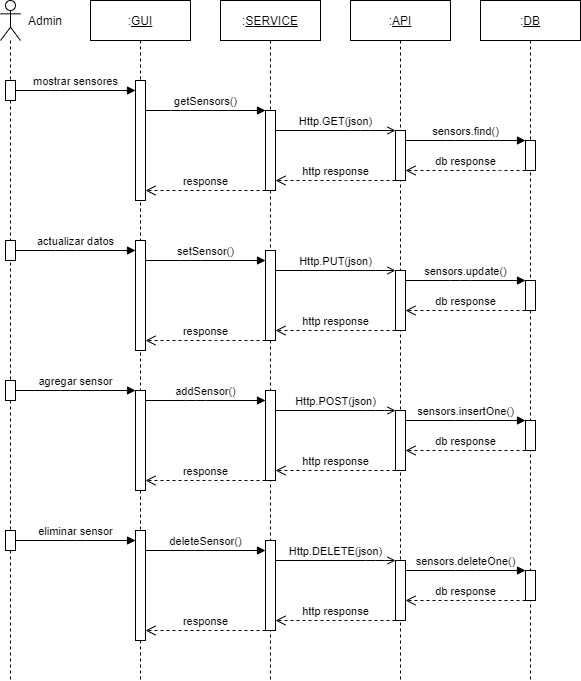 Admin
:GUI
:SERVICE
:API
:DB
mostrar sensores
getSensors()
Http.GET(json)
sensors.find()
db response
http response
response
actualizar datos
setSensor()
Http.PUT(json)
sensors.update()
db response
http response
response
agregar sensor
addSensor()
Http.POST(json)
sensors.insertOne()
db response
http response
response
eliminar sensor
deleteSensor()
Http.DELETE(json)
sensors.deleteOne()
db response
http response
response